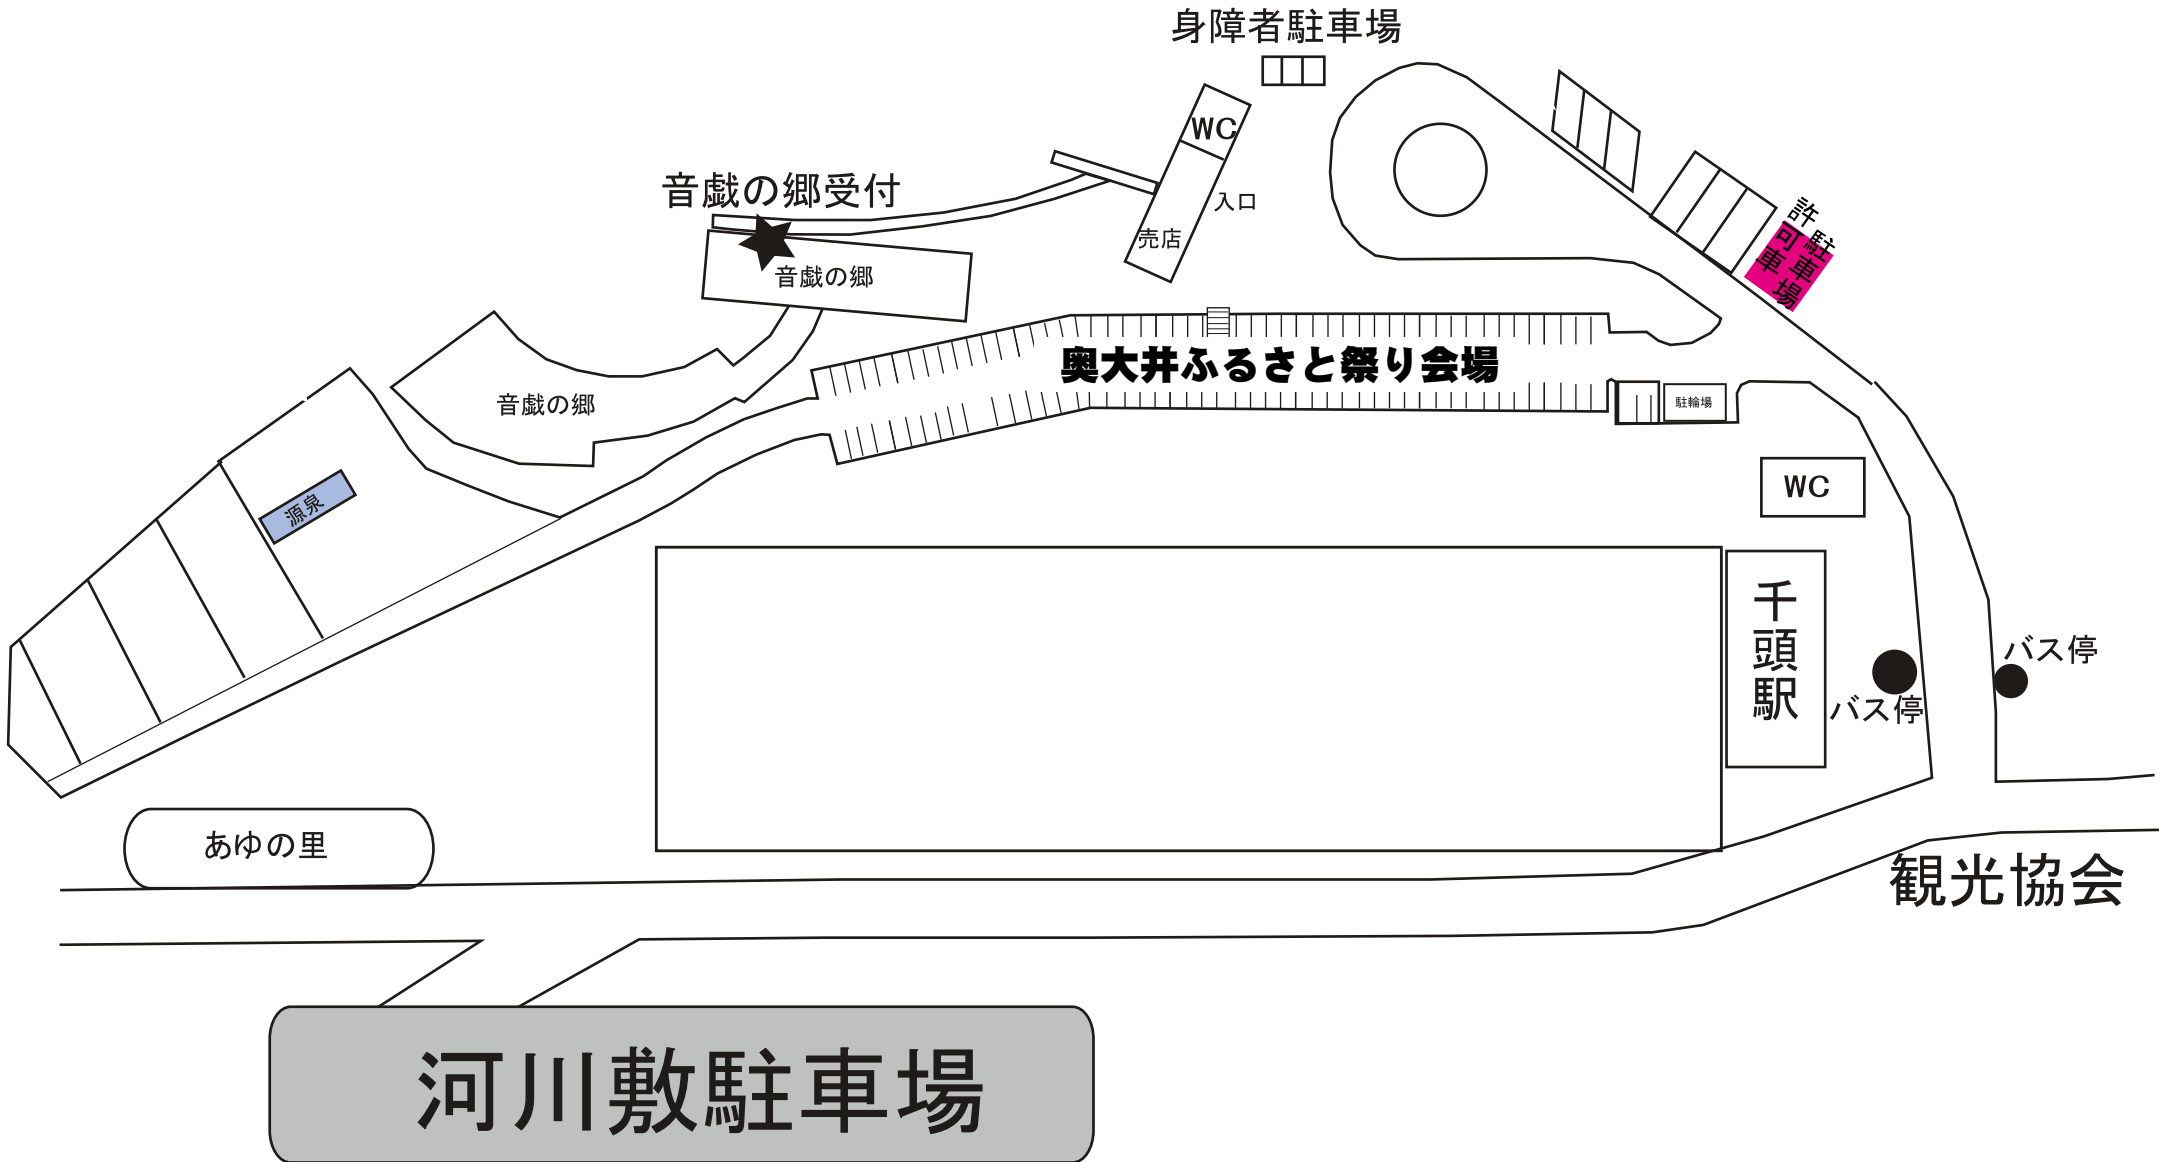 身障者駐車場
WC
音戯の郷受付
入口
許可車
駐車場
売店
音戯の郷
奥大井ふるさと祭り会場
音戯の郷
駐輪場
WC
源泉
千頭駅
バス停
バス停
あゆの里
観光協会
河川敷駐車場